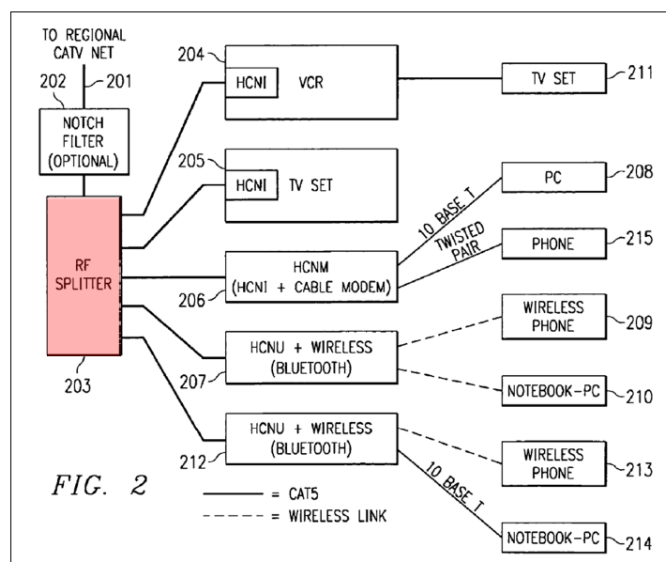 TO REGIONAL
CATV NET
202
201
NOTCH
FILTER
(OPTIONAL)
RF
SPLITTER
203
204
HCNI
VCR
TV SET
211
205
HCNI
TV SET
10 BASE T
PC
208
TWISTED
PAIR
PHONE
215
HCNM
(HCNI + CABLE MODEM)
206
HCNU + WIRELESS
(BLUETOOTH)
207
WIRELESS
PHONE
209
NOTEBOOK-PC
210
HCNU + WIRELESS
(BLUETOOTH)
212
WIRELESS
PHONE
213
10 BASE T
NOTEBOOK-PC
214
FIG. 2
= CAT5
= WIRELESS LINK